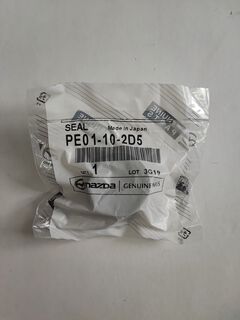 SEAL
Made in Japan
PE01-10-2D5
1
LOT. 3G19
mazda GENUINE